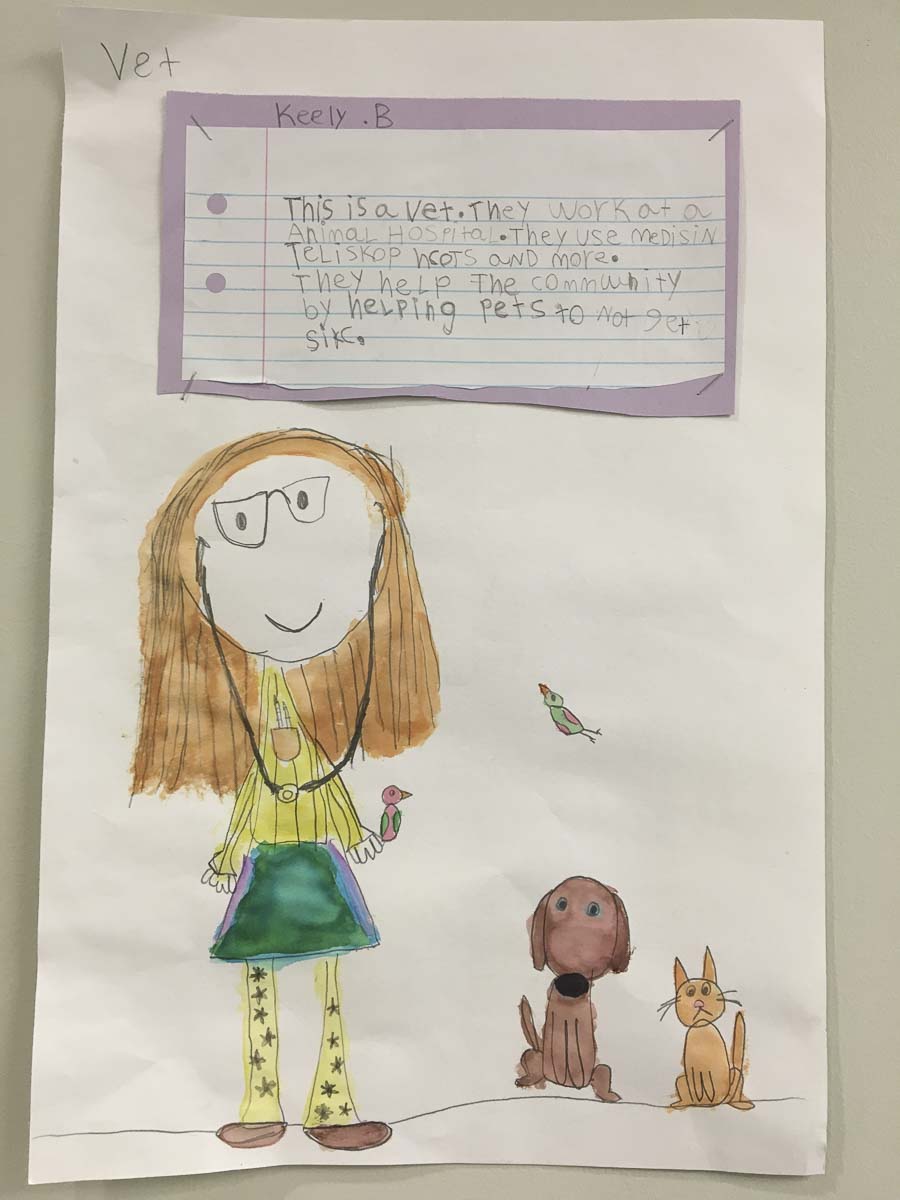 Vet
Keely .B
This is a vet. They work at a
Animal Hospital. They use medisin
Teliskop hcots and more.
They help The community
by helping pets to not get
sikc.